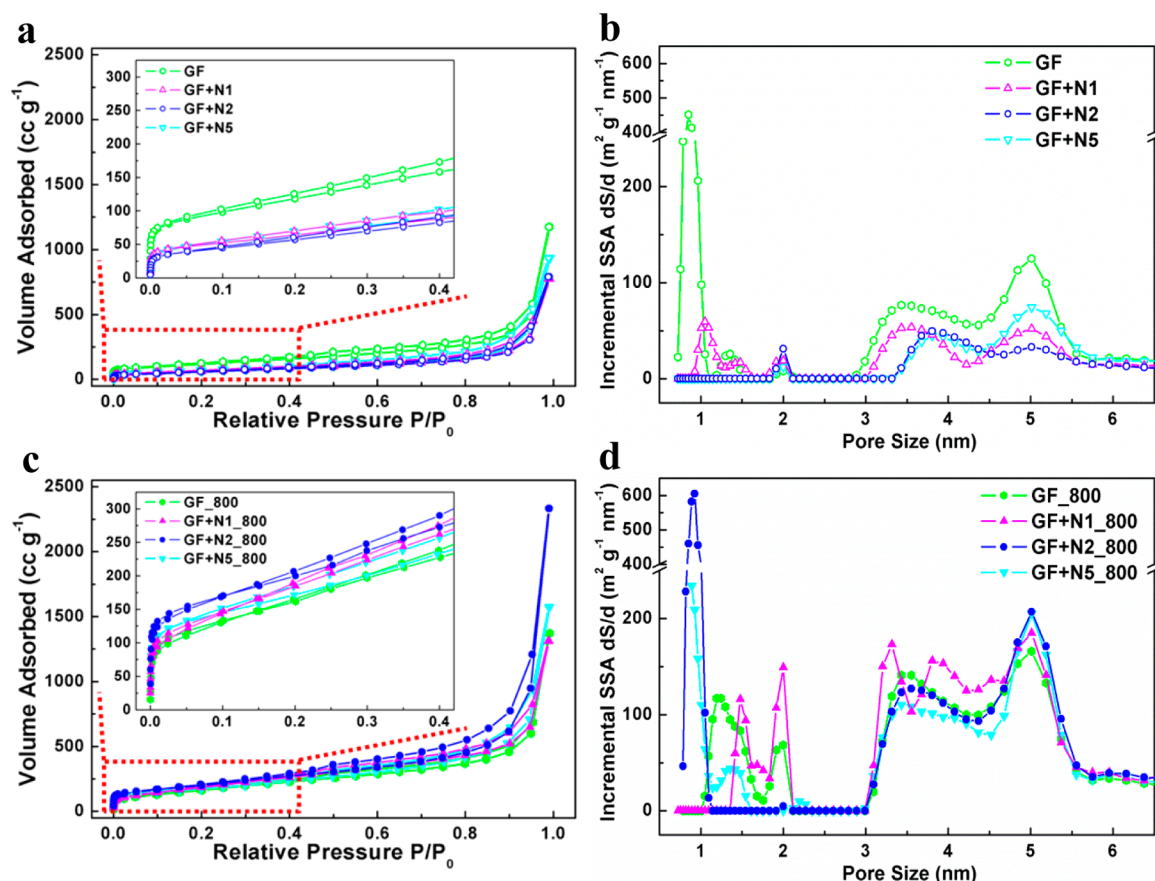 a
Volume Adsorbed (cc g⁻¹)
2500
2000
1500
1000
500
0
300
250
200
150
100
50
0
GF
GF+N1
GF+N2
GF+N5
0.0 0.1 0.2 0.3 0.4
0.0 0.2 0.4 0.6 0.8 1.0
Relative Pressure P/P₀
b
Incremental SSA dS/d (m² g⁻¹ nm⁻¹)
600
500
400
200
100
0
GF
GF+N1
GF+N2
GF+N5
1 2 3 4 5 6
Pore Size (nm)
c
Volume Adsorbed (cc g⁻¹)
2500
2000
1500
1000
500
0
300
250
200
150
100
50
0
GF_800
GF+N1_800
GF+N2_800
GF+N5_800
0.0 0.1 0.2 0.3 0.4
0.0 0.2 0.4 0.6 0.8 1.0
Relative Pressure P/P₀
d
Incremental SSA dS/d (m² g⁻¹ nm⁻¹)
600
500
400
200
100
0
GF_800
GF+N1_800
GF+N2_800
GF+N5_800
1 2 3 4 5 6
Pore Size (nm)